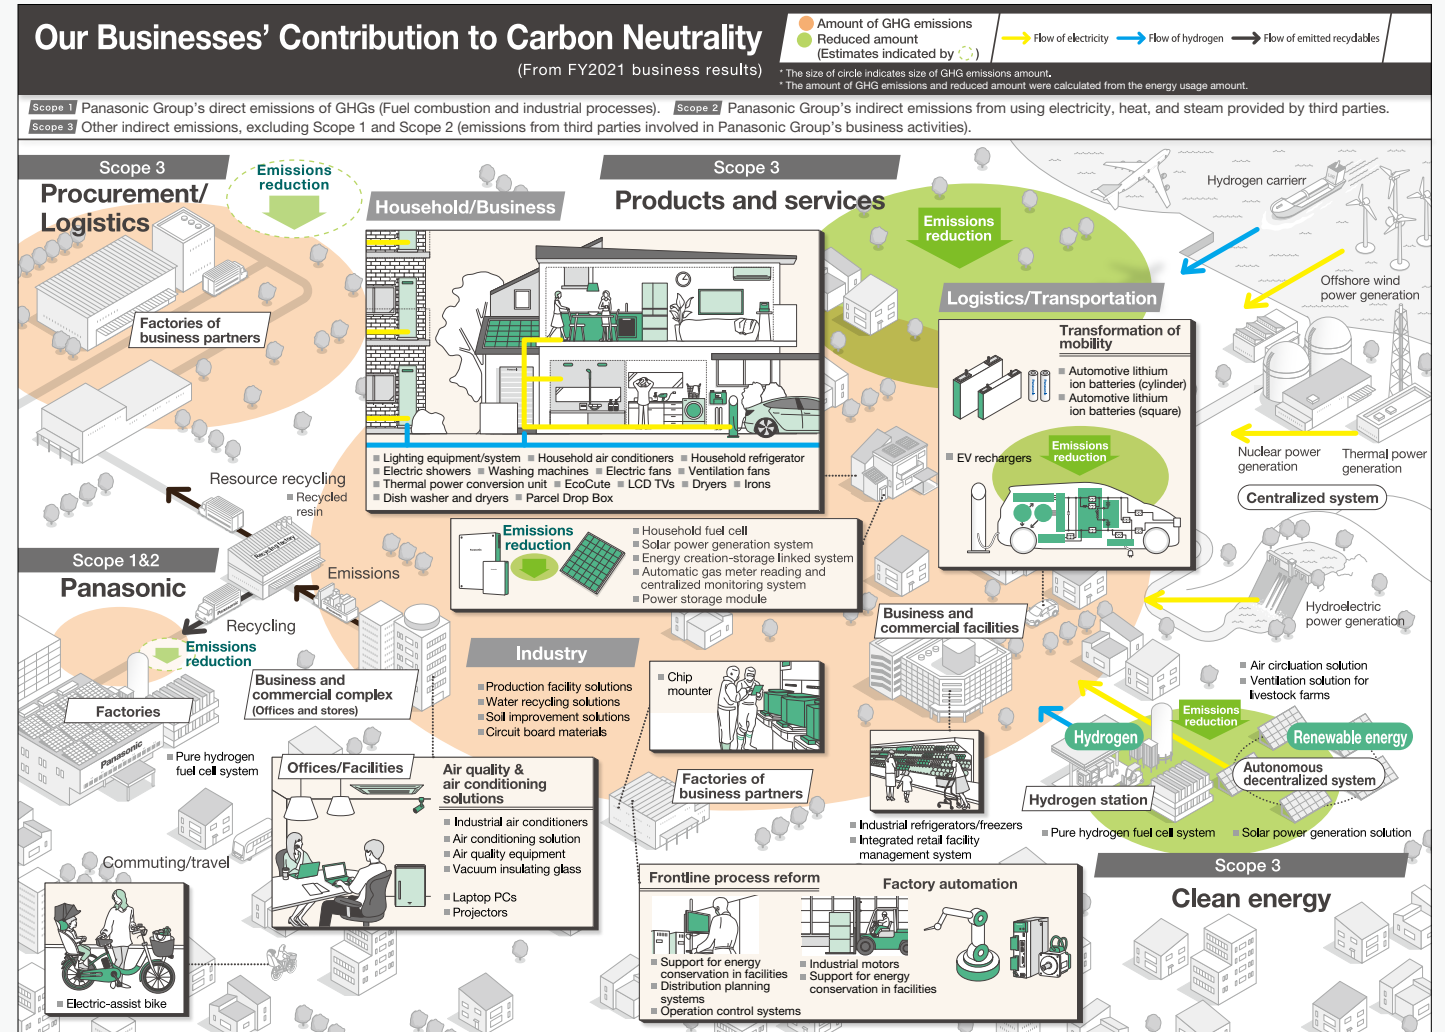 Our Businesses' Contribution to Carbon Neutrality
(From FY2021 business results)
Amount of GHG emissions
Reduced amount
(Estimates indicated by )
Flow of electricity
Flow of hydrogen
Flow of emitted recyclables
* The size of circle indicates size of GHG emissions amount.
* The amount of GHG emissions and reduced amount were calculated from the energy usage amount.
Scope 1 Panasonic Group's direct emissions of GHGs (Fuel combustion and industrial processes). Scope 2 Panasonic Group's indirect emissions from using electricity, heat, and steam provided by third parties.
Scope 3 Other indirect emissions, excluding Scope 1 and Scope 2 (emissions from third parties involved in Panasonic Group's business activities).
Scope 3
Procurement/
Logistics
Emissions
reduction
Factories of
business partners
Household/Business
Scope 3
Products and services
Emissions
reduction
Hydrogen carrierr
Offshore wind
power generation
Logistics/Transportation
Transformation of
mobility
Automotive lithium
ion batteries (cylinder)
Automotive lithium
ion batteries (square)
EV rechargers
Emissions
reduction
Nuclear power
generation
Thermal power
generation
Centralized system
Lighting equipment/system Household air conditioners Household refrigerator
Electric showers Washing machines Electric fans Ventilation fans
Thermal power conversion unit EcoCute LCD TVs Dryers Irons
Dish washer and dryers Parcel Drop Box
Emissions
reduction
Household fuel cell
Solar power generation system
Energy creation-storage linked system
Automatic gas meter reading and
centralized monitoring system
Power storage module
Resource recycling
Recycled
resin
Recycling factory
Scope 1&2
Panasonic
Emissions
Panasonic
Recycling
Emissions
reduction
Factories
Panasonic
Pure hydrogen
fuel cell system
Business and
commercial complex
(Offices and stores)
Industry
Production facility solutions
Water recycling solutions
Soil improvement solutions
Circuit board materials
Chip
mounter
Factories of
business partners
Business and
commercial facilities
Hydroelectric
power generation
Air circluation solution
Ventilation solution for
livestock farms
Emissions
reduction
Hydrogen
Renewable energy
Autonomous
decentralized system
Hydrogen station
Pure hydrogen fuel cell system
Solar power generation solution
Scope 3
Clean energy
Industrial refrigerators/freezers
Integrated retail facility
management system
Offices/Facilities
Air quality &
air conditioning
solutions
Industrial air conditioners
Air conditioning solution
Air quality equipment
Vacuum insulating glass
Laptop PCs
Projectors
Commuting/travel
Electric-assist bike
Frontline process reform
Support for energy
conservation in facilities
Distribution planning
systems
Operation control systems
Factory automation
Industrial motors
Support for energy
conservation in facilities